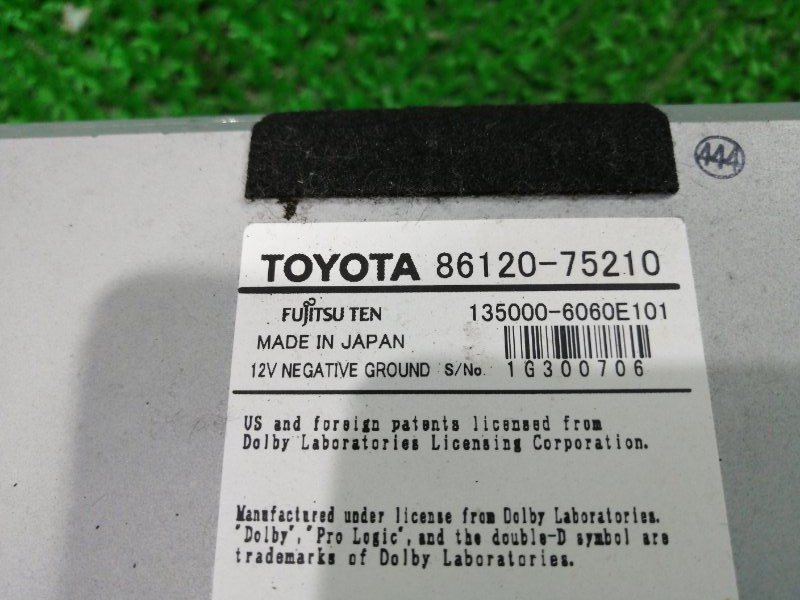 444
TOYOTA 86120-75210
FUJITSU TEN 135000-6060E101
MADE IN JAPAN
12V NEGATIVE GROUND S/No. 1G300706
US and foreign patents licensed from
Dolby Laboratories Licensing Corporation.
Manufactured under license from Dolby Laboratories.
"Dolby", "Pro Logic", and the double-D symbol are
trademarks of Dolby Laboratories.